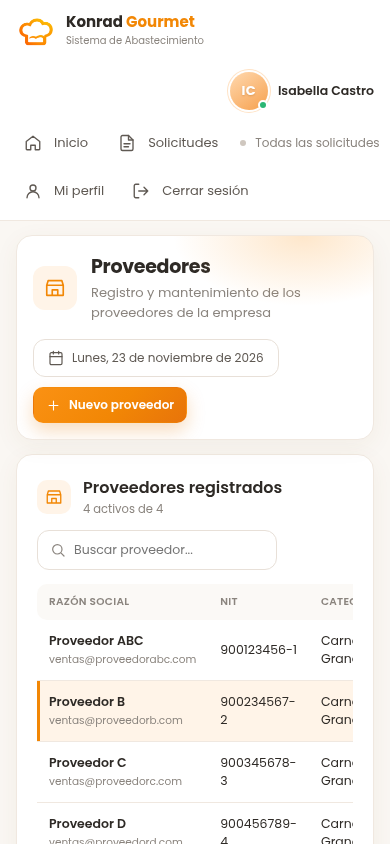 Konrad Gourmet
Sistema de Abastecimiento
IC
Isabella Castro
Inicio
Solicitudes
Todas las solicitudes
Mi perfil
Cerrar sesión
Proveedores
Registro y mantenimiento de los
proveedores de la empresa
Lunes, 23 de noviembre de 2026
Nuevo proveedor
Proveedores registrados
4 activos de 4
Buscar proveedor...
RAZÓN SOCIAL NIT
Proveedor ABC
ventas@proveedorabc.com
900123456-1
Proveedor B
ventas@proveedorb.com
900234567-
2
Proveedor C
ventas@proveedorc.com
900345678-
3
Proveedor D
ventas@proveedord.com
900456789-
4